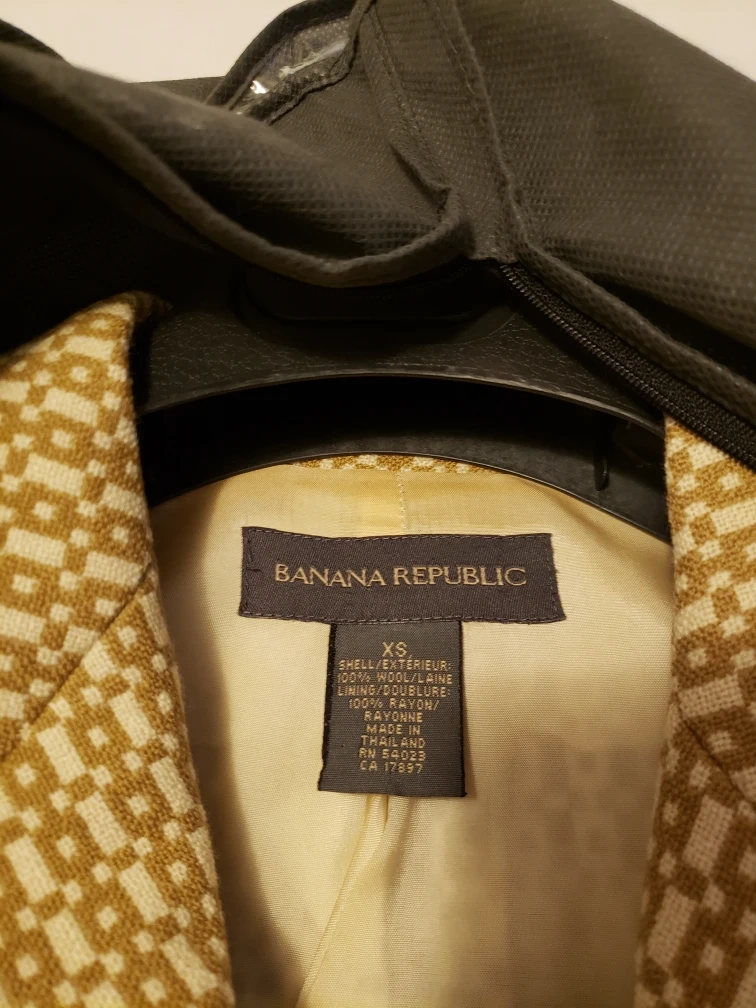 BANANA REPUBLIC
XS
SHELL/EXTÉRIEUR:
100% WOOL/LAINE
LINING/DOUBLURE:
100% RAYON/
RAYONNE
MADE IN
THAILAND
RN 54023
CA 17897